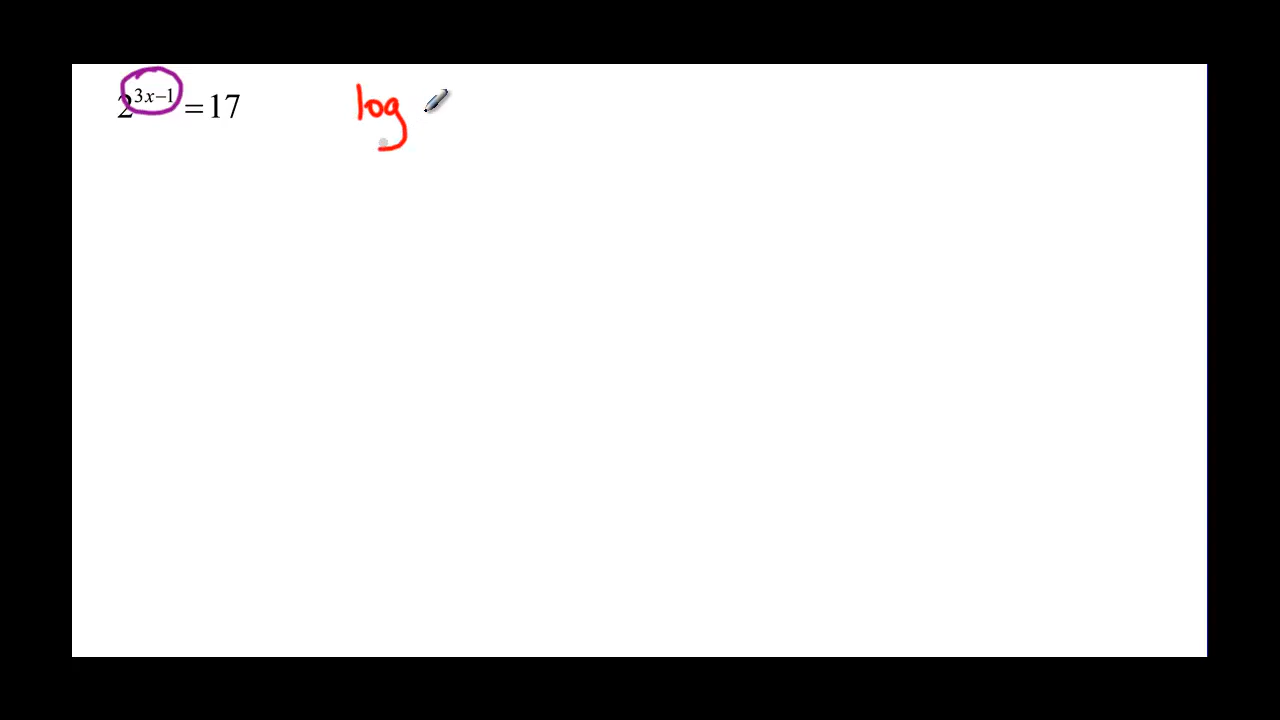 2^{3x-1} = 17 log